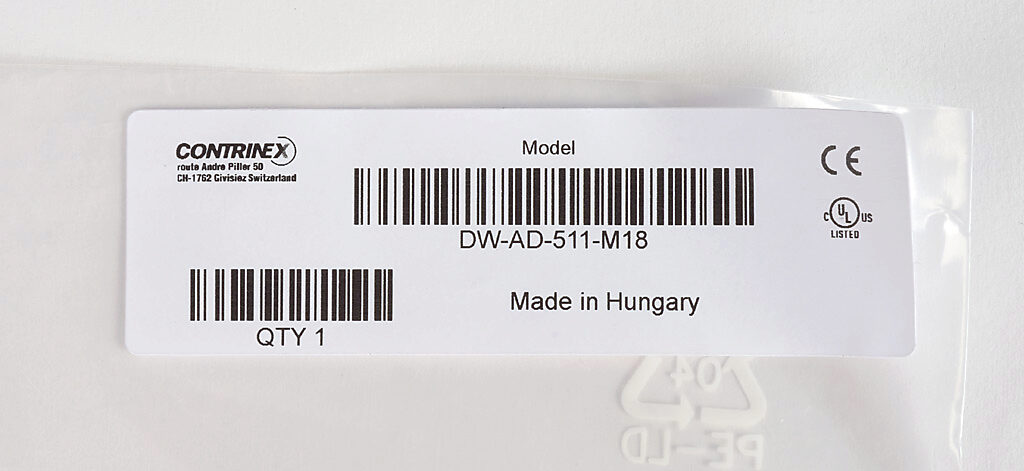 CONTRINEX
route André Piller 50
CH-1762 Givisiez Switzerland
Model
DW-AD-511-M18
CE
C UL US
LISTED
QTY 1
Made in Hungary
04
PE-LD